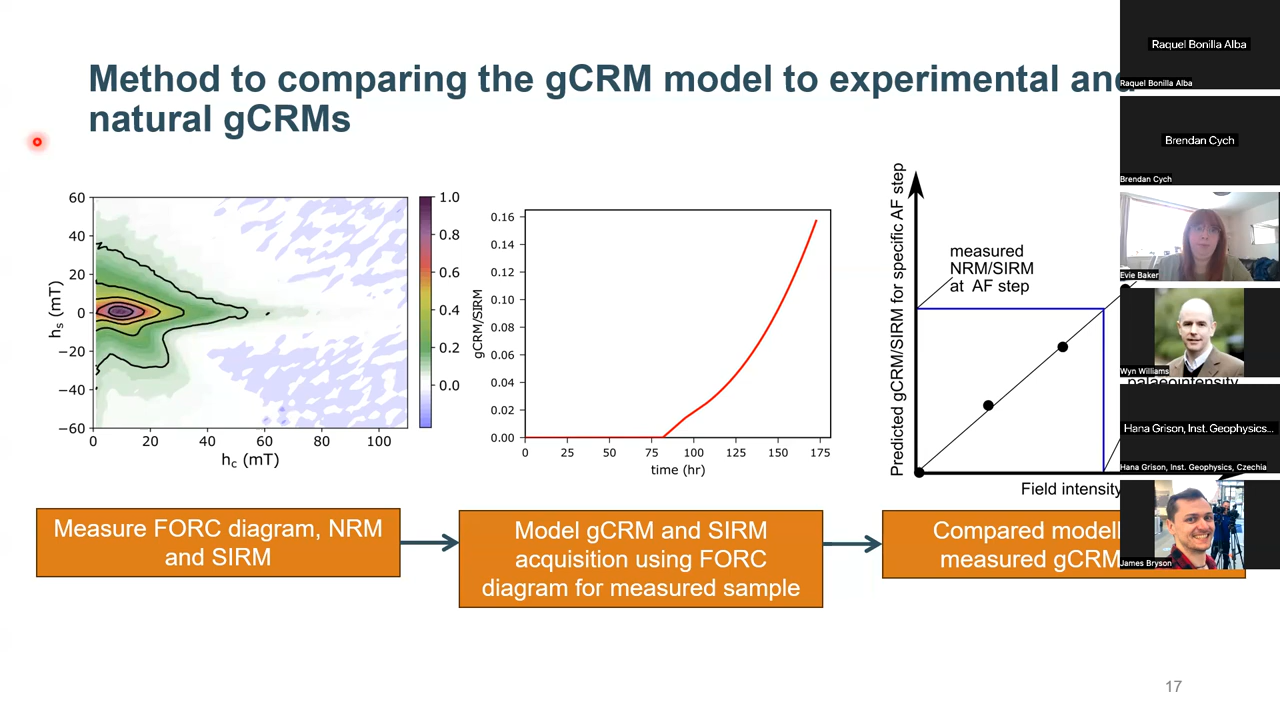 Method to comparing the gCRM model to experimental and
natural gCRMs
60
40
20
0
−20
−40
−60
hs (mT)
0
20
40
60
80
100
hc (mT)
1.0
0.8
0.6
0.4
0.2
0.0
0.16
0.14
0.12
0.10
0.08
0.06
0.04
0.02
0.00
gCRM/SIRM
0
25
50
75
100
125
150
175
time (hr)
Predicted gCRM/SIRM for specific AF step
measured
NRM/SIRM
at AF step
palaeointensity
Field intensity
Measure FORC diagram, NRM
and SIRM
Model gCRM and SIRM
acquisition using FORC
diagram for measured sample
Compared modell
measured gCRM
17
Raquel Bonilla Alba
Raquel Bonilla Alba
Brendan Cych
Brendan Cych
Evie Baker
Wyn Williams
Hana Grison, Inst. Geophysics...
Hana Grison, Inst. Geophysics, Czechia
James Bryson